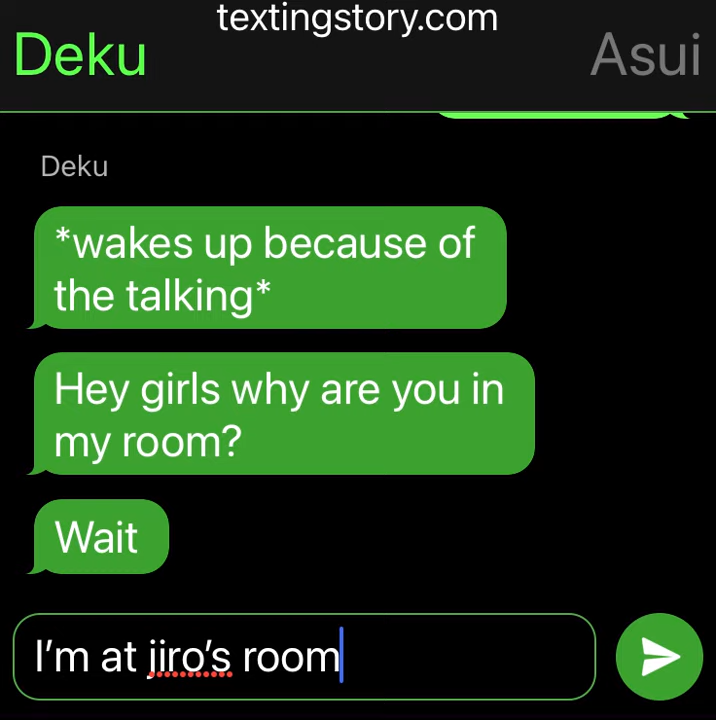 textingstory.com
Deku
Asui
Deku
*wakes up because of
the talking*
Hey girls why are you in
my room?
Wait
I’m at jiro’s room